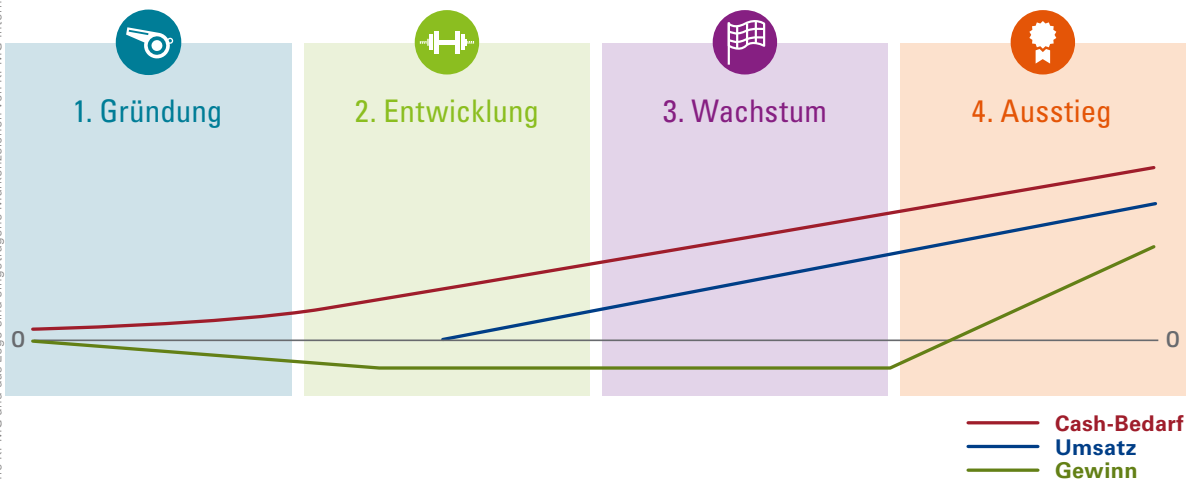 1. Gründung
2. Entwicklung
3. Wachstum
4. Ausstieg
0
0
Cash-Bedarf
Umsatz
Gewinn